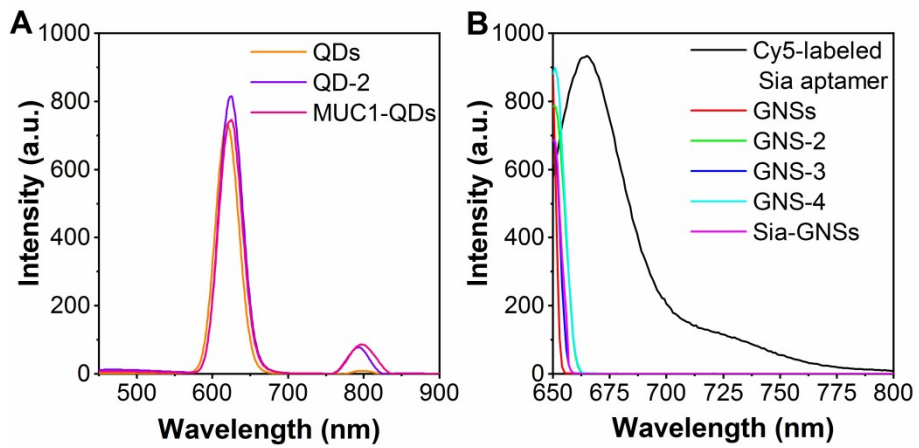 A
1000
800
600
400
200
0
Intensity (a.u.)
QDs
QD-2
MUC1-QDs
500 600 700 800 900
Wavelength (nm)
B
1000
800
600
400
200
0
Intensity (a.u.)
Cy5-labeled
Sia aptamer
GNSs
GNS-2
GNS-3
GNS-4
Sia-GNSs
650 675 700 725 750 775 800
Wavelength (nm)